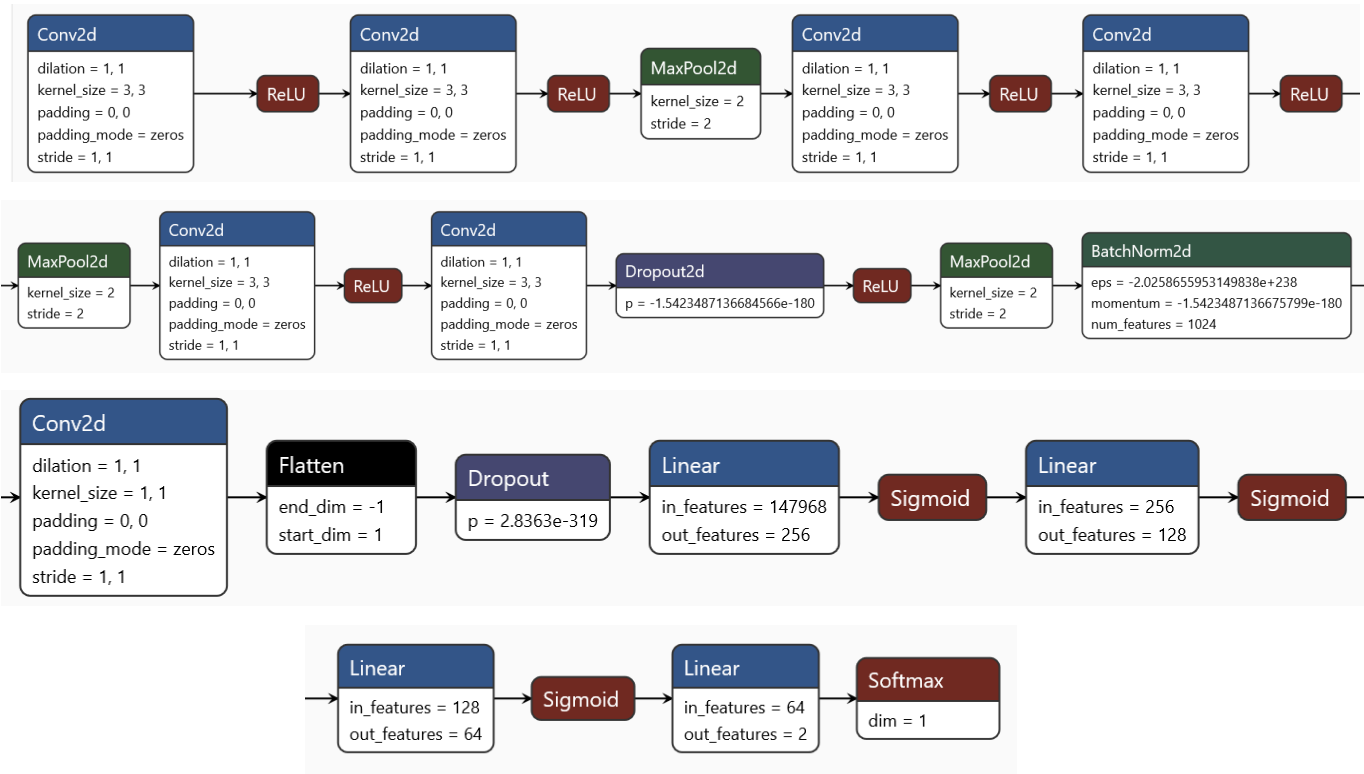 Conv2d
dilation = 1, 1
kernel_size = 3, 3
padding = 0, 0
padding_mode = zeros
stride = 1, 1
ReLU
Conv2d
dilation = 1, 1
kernel_size = 3, 3
padding = 0, 0
padding_mode = zeros
stride = 1, 1
ReLU
MaxPool2d
kernel_size = 2
stride = 2
Conv2d
dilation = 1, 1
kernel_size = 3, 3
padding = 0, 0
padding_mode = zeros
stride = 1, 1
ReLU
Conv2d
dilation = 1, 1
kernel_size = 3, 3
padding = 0, 0
padding_mode = zeros
stride = 1, 1
ReLU
MaxPool2d
kernel_size = 2
stride = 2
Conv2d
dilation = 1, 1
kernel_size = 3, 3
padding = 0, 0
padding_mode = zeros
stride = 1, 1
ReLU
Conv2d
dilation = 1, 1
kernel_size = 3, 3
padding = 0, 0
padding_mode = zeros
stride = 1, 1
Dropout2d
p = -1.5423487136684566e-180
ReLU
MaxPool2d
kernel_size = 2
stride = 2
BatchNorm2d
eps = -2.0258655953149838e+238
momentum = -1.5423487136675799e-180
num_features = 1024
Conv2d
dilation = 1, 1
kernel_size = 1, 1
padding = 0, 0
padding_mode = zeros
stride = 1, 1
Flatten
end_dim = -1
start_dim = 1
Dropout
p = 2.8363e-319
Linear
in_features = 147968
out_features = 256
Sigmoid
Linear
in_features = 256
out_features = 128
Sigmoid
Linear
in_features = 128
out_features = 64
Sigmoid
Linear
in_features = 64
out_features = 2
Softmax
dim = 1